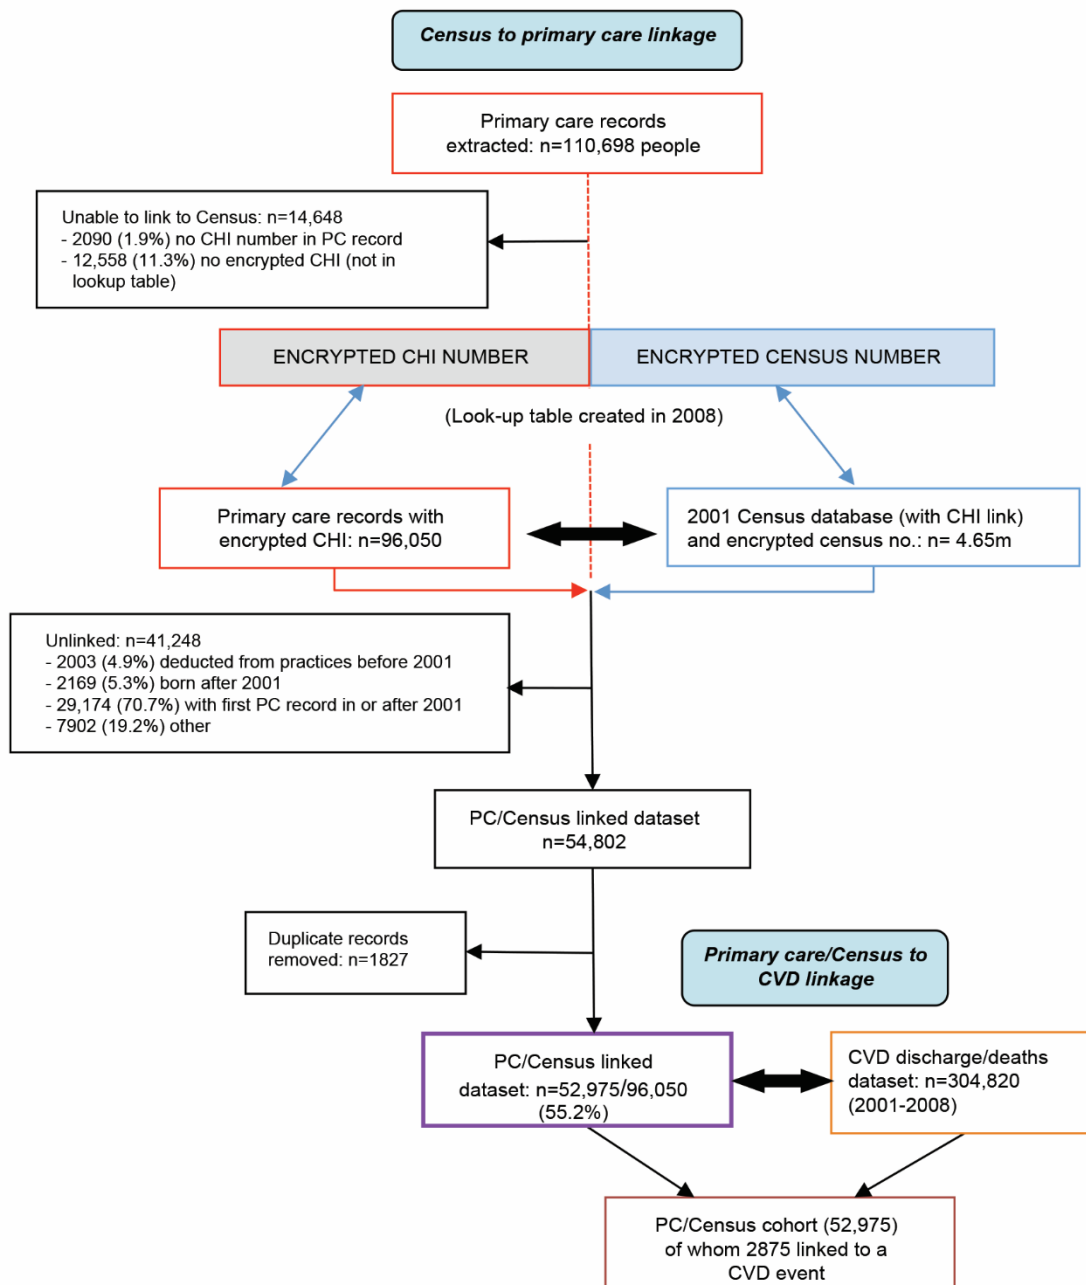 Census to primary care linkage
Primary care records
extracted: n=110,698 people
Unable to link to Census: n=14,648
- 2090 (1.9%) no CHI number in PC record
- 12,558 (11.3%) no encrypted CHI (not in
lookup table)
ENCRYPTED CHI NUMBER
ENCRYPTED CENSUS NUMBER
(Look-up table created in 2008)
Primary care records with
encrypted CHI: n=96,050
2001 Census database (with CHI link)
and encrypted census no.: n= 4.65m
Unlinked: n=41,248
- 2003 (4.9%) deducted from practices before 2001
- 2169 (5.3%) born after 2001
- 29,174 (70.7%) with first PC record in or after 2001
- 7902 (19.2%) other
PC/Census linked dataset
n=54,802
Duplicate records
removed: n=1827
Primary care/Census to
CVD linkage
PC/Census linked
dataset: n=52,975/96,050
(55.2%)
CVD discharge/deaths
dataset: n=304,820
(2001-2008)
PC/Census cohort (52,975)
of whom 2875 linked to a
CVD event